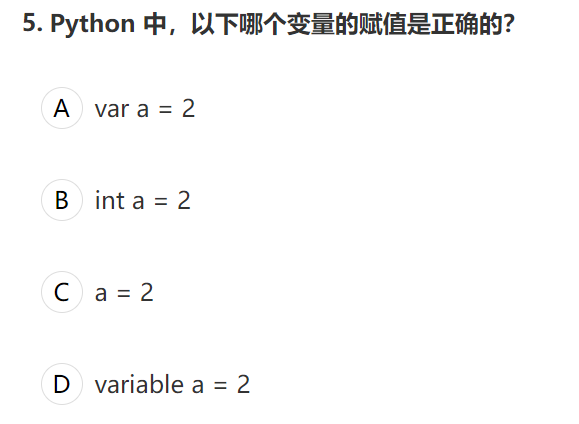 5. Python 中，以下哪个变量的赋值是正确的？
A var a = 2
B int a = 2
C a = 2
D variable a = 2